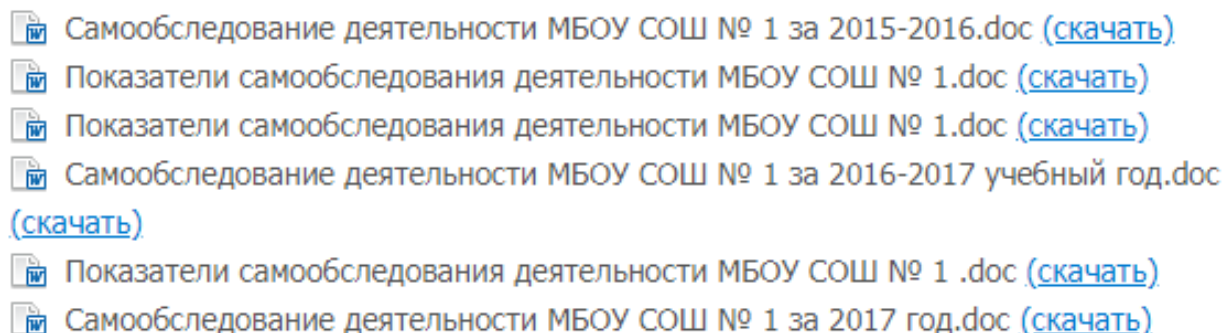 Самообследование деятельности МБОУ СОШ № 1 за 2015-2016.doc (скачать)
Показатели самообследования деятельности МБОУ СОШ № 1.doc (скачать)
Показатели самообследования деятельности МБОУ СОШ № 1.doc (скачать)
Самообследование деятельности МБОУ СОШ № 1 за 2016-2017 учебный год.doc
(скачать)
Показатели самообследования деятельности МБОУ СОШ № 1 .doc (скачать)
Самообследование деятельности МБОУ СОШ № 1 за 2017 год.doc (скачать)